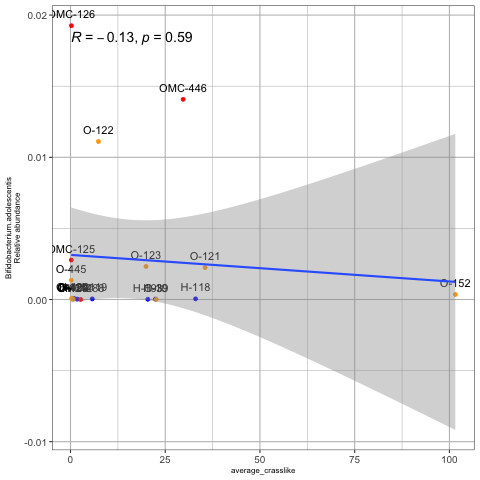 0.02
OMC-126
R = − 0.13, p = 0.59
OMC-446
O-122
0.01
Bifidobacterium.adolescentis
Relative abundance
OMC-125
O-123
O-121
O-445
O-152
H-118
0.00
-0.01
0
25
50
75
100
average_crasslike